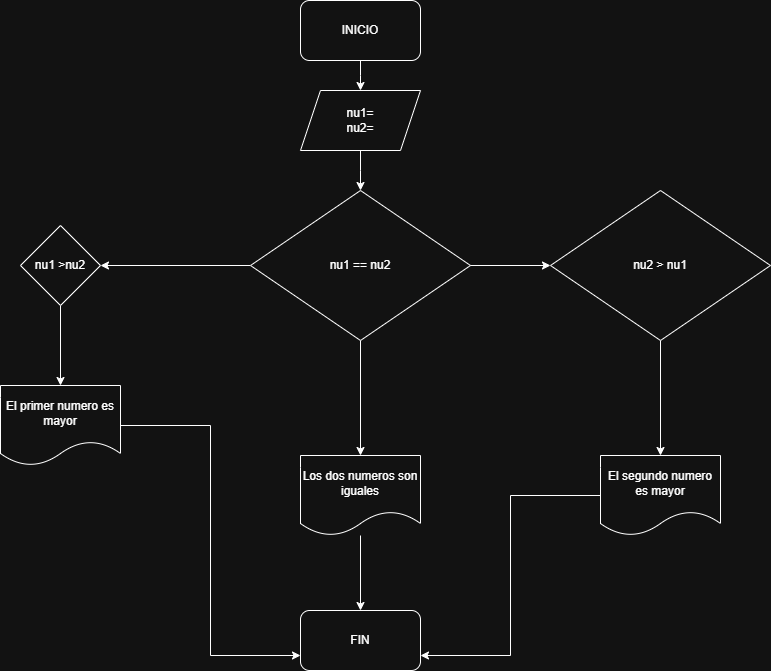 INICIO
nu1=
nu2=
nu1 >nu2
nu1 == nu2
nu2 > nu1
El primer numero es
mayor
Los dos numeros son
iguales
El segundo numero
es mayor
FIN